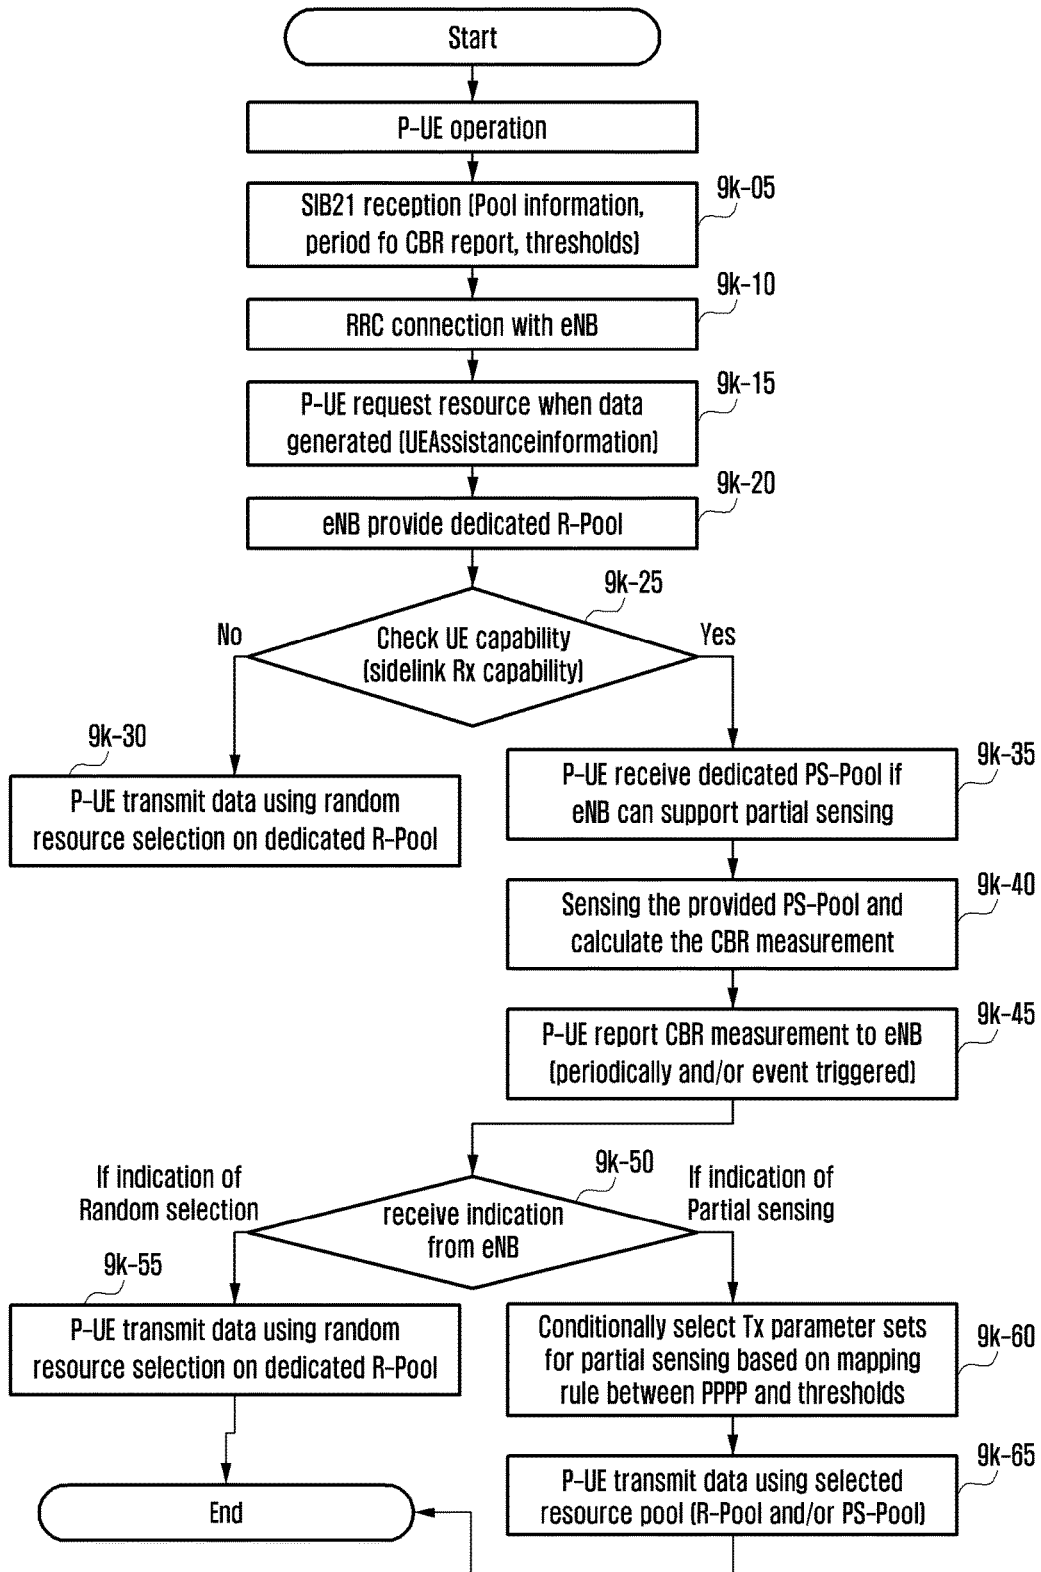 Start
P-UE operation
9k-05
SIB21 reception (Pool information,
period fo CBR report, thresholds)
9k-10
RRC connection with eNB
9k-15
P-UE request resource when data
generated (UEAssistanceinformation)
9k-20
eNB provide dedicated R-Pool
9k-25
No
Check UE capability
(sidelink Rx capability)
Yes
9k-30
P-UE transmit data using random
resource selection on dedicated R-Pool
9k-35
P-UE receive dedicated PS-Pool if
eNB can support partial sensing
9k-40
Sensing the provided PS-Pool and
calculate the CBR measurement
9k-45
P-UE report CBR measurement to eNB
(periodically and/or event triggered)
9k-50
If indication of
Random selection
receive indication
from eNB
If indication of
Partial sensing
9k-55
P-UE transmit data using random
resource selection on dedicated R-Pool
9k-60
Conditionally select Tx parameter sets
for partial sensing based on mapping
rule between PPPP and thresholds
9k-65
P-UE transmit data using selected
resource pool (R-Pool and/or PS-Pool)
End